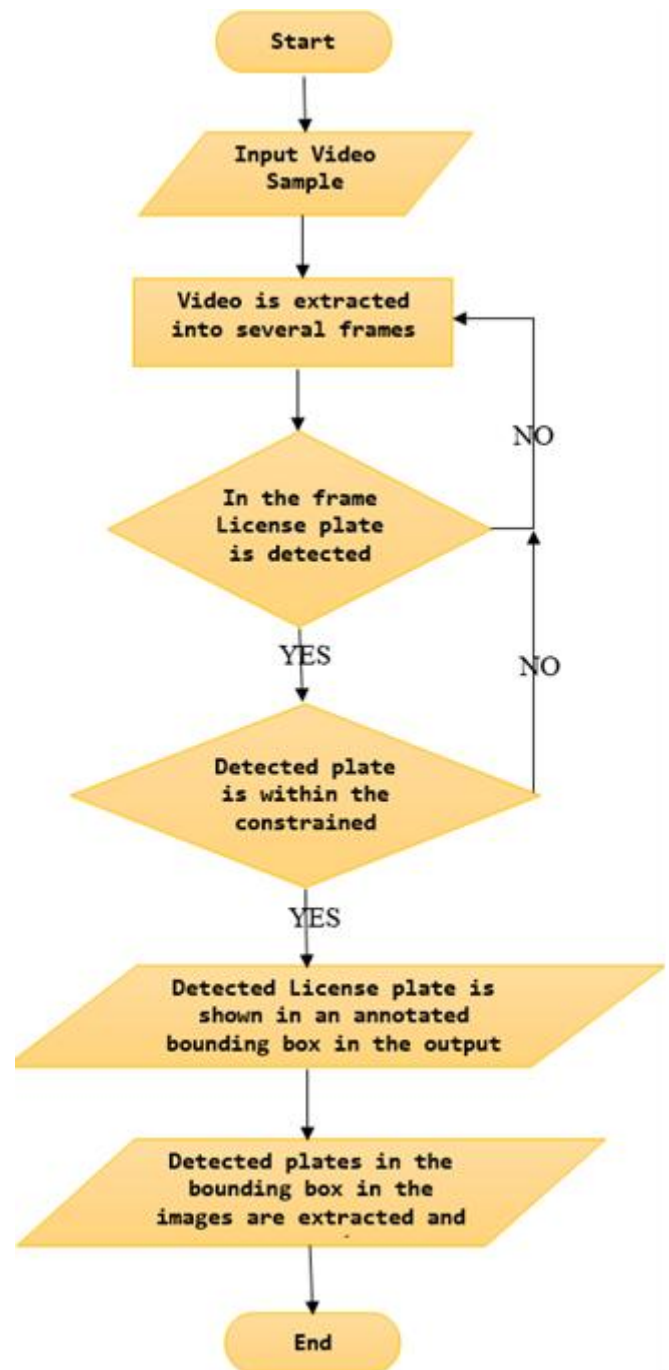 Start
Input Video
Sample
Video is extracted
into several frames
NO
In the frame
License plate
is detected
YES
NO
Detected plate
is within the
constrained
YES
Detected License plate is
shown in an annotated
bounding box in the output
Detected plates in the
bounding box in the
images are extracted and
End